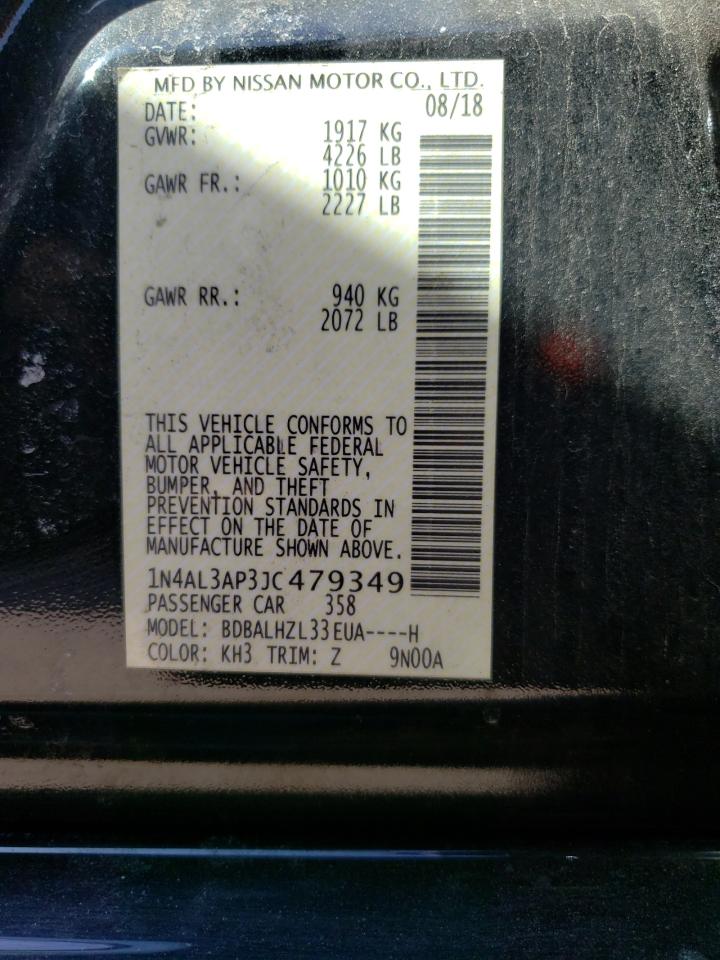 MFD BY NISSAN MOTOR CO., LTD.
DATE: 08/18
GVWR: 1917 KG
4226 LB
GAWR FR.: 1010 KG
2227 LB
GAWR RR.: 940 KG
2072 LB
THIS VEHICLE CONFORMS TO
ALL APPLICABLE FEDERAL
MOTOR VEHICLE SAFETY,
BUMPER, AND THEFT
PREVENTION STANDARDS IN
EFFECT ON THE DATE OF
MANUFACTURE SHOWN ABOVE.
1N4AL3AP3JC479349
PASSENGER CAR 358
MODEL: BDBALHZL33EUA----H
COLOR: KH3 TRIM: Z 9N00A